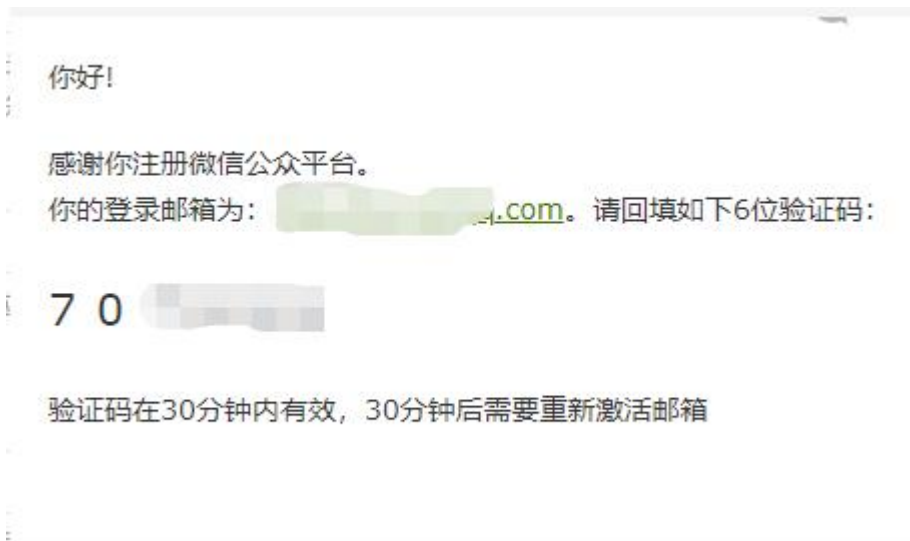 你好!
感谢你注册微信公众平台。
你的登录邮箱为： .com。请回填如下6位验证码：
7 0
验证码在30分钟内有效，30分钟后需要重新激活邮箱